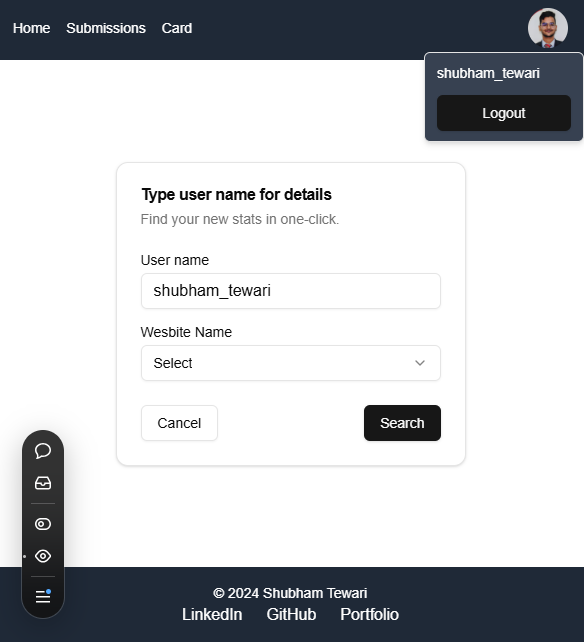 Home Submissions Card
shubham_tewari
Logout
Type user name for details
Find your new stats in one-click.
User name
shubham_tewari
Wesbite Name
Select
Cancel Search
© 2024 Shubham Tewari
LinkedIn GitHub Portfolio